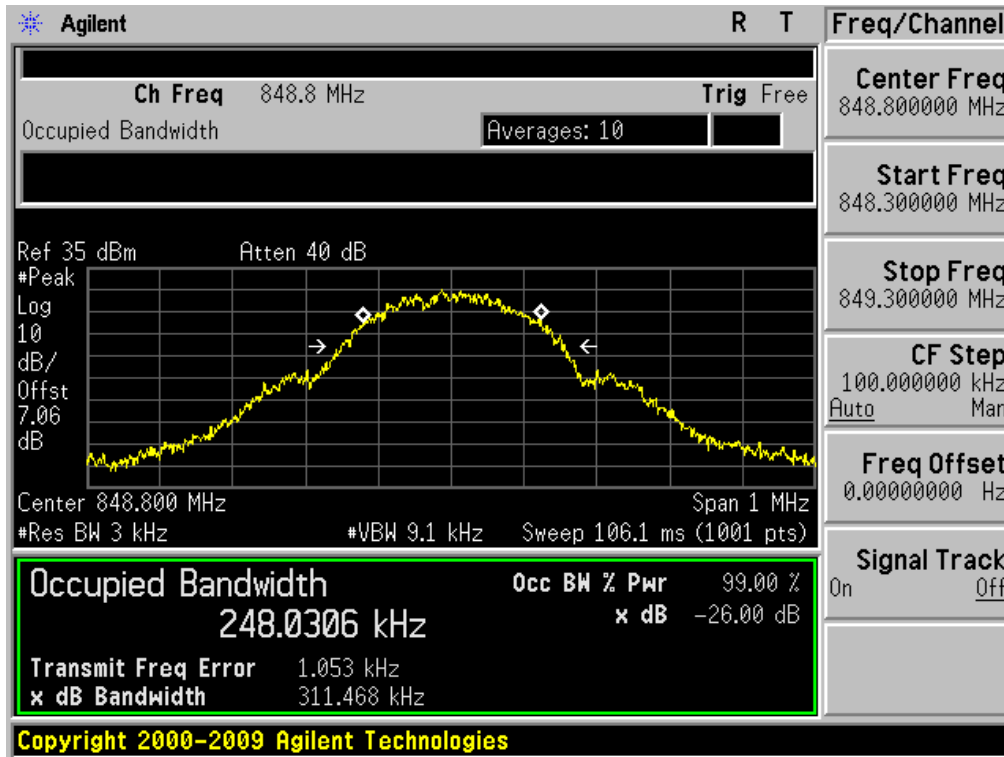 Agilent R T
Ch Freq 848.8 MHz Trig Free
Occupied Bandwidth Averages: 10
Ref 35 dBm Atten 40 dB
#Peak
Log
10
dB/
Offst
7.06
dB
Center 848.800 MHz Span 1 MHz
#Res BW 3 kHz #VBW 9.1 kHz Sweep 106.1 ms (1001 pts)
Occupied Bandwidth
248.0306 kHz
Occ BW % Pwr 99.00 %
x dB -26.00 dB
Transmit Freq Error 1.053 kHz
x dB Bandwidth 311.468 kHz
Copyright 2000-2009 Agilent Technologies
Freq/Channel
Center Freq
848.800000 MHz
Start Freq
848.300000 MHz
Stop Freq
849.300000 MHz
CF Step
100.000000 kHz
Auto Man
Freq Offset
0.00000000 Hz
Signal Track
On Off